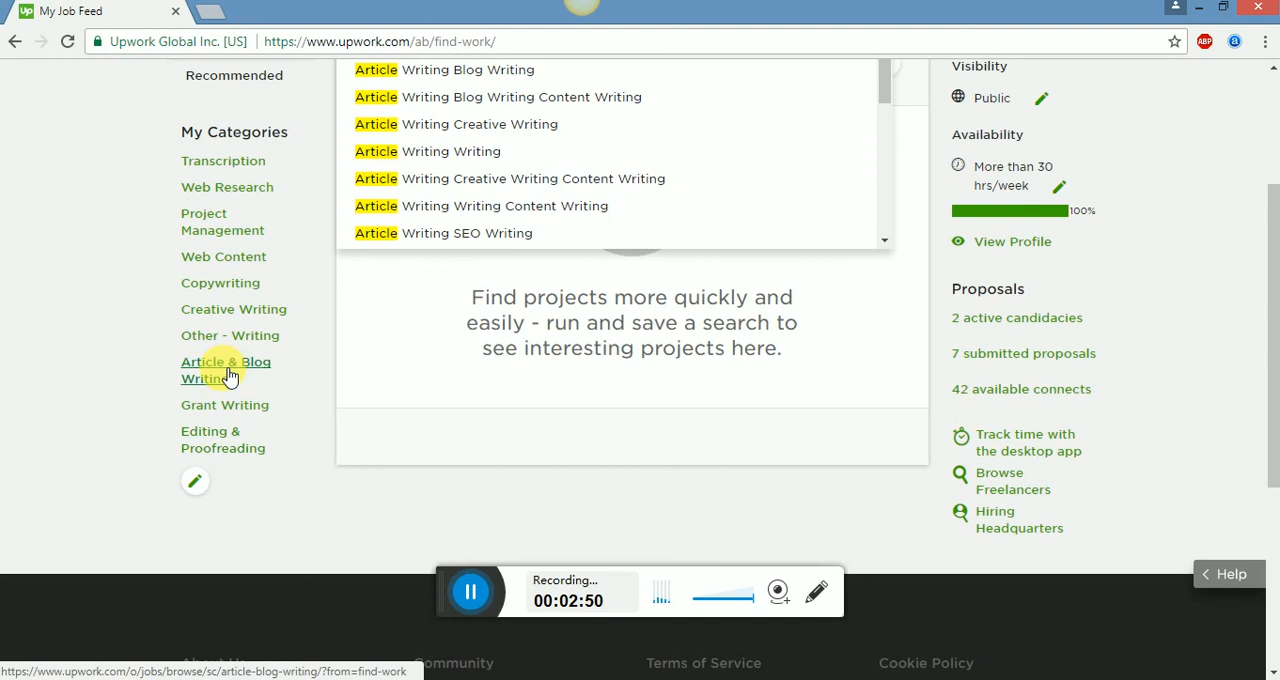 My Job Feed
Upwork Global Inc. [US]
https://www.upwork.com/ab/find-work/
ABP
a
Recommended
My Categories
Transcription
Web Research
Project
Management
Web Content
Copywriting
Creative Writing
Other - Writing
Article & Blog
Writing
Grant Writing
Editing &
Proofreading
Article Writing Blog Writing
Article Writing Blog Writing Content Writing
Article Writing Creative Writing
Article Writing Writing
Article Writing Creative Writing Content Writing
Article Writing Writing Content Writing
Article Writing SEO Writing
Find projects more quickly and
easily - run and save a search to
see interesting projects here.
Visibility
Public
Availability
More than 30
hrs/week
100%
View Profile
Proposals
2 active candidacies
7 submitted proposals
42 available connects
Track time with
the desktop app
Browse
Freelancers
Hiring
Headquarters
Help
Recording...
00:02:50
About Us
Community
Terms of Service
Cookie Policy
https://www.upwork.com/o/jobs/browse/sc/article-blog-writing/?from=find-work